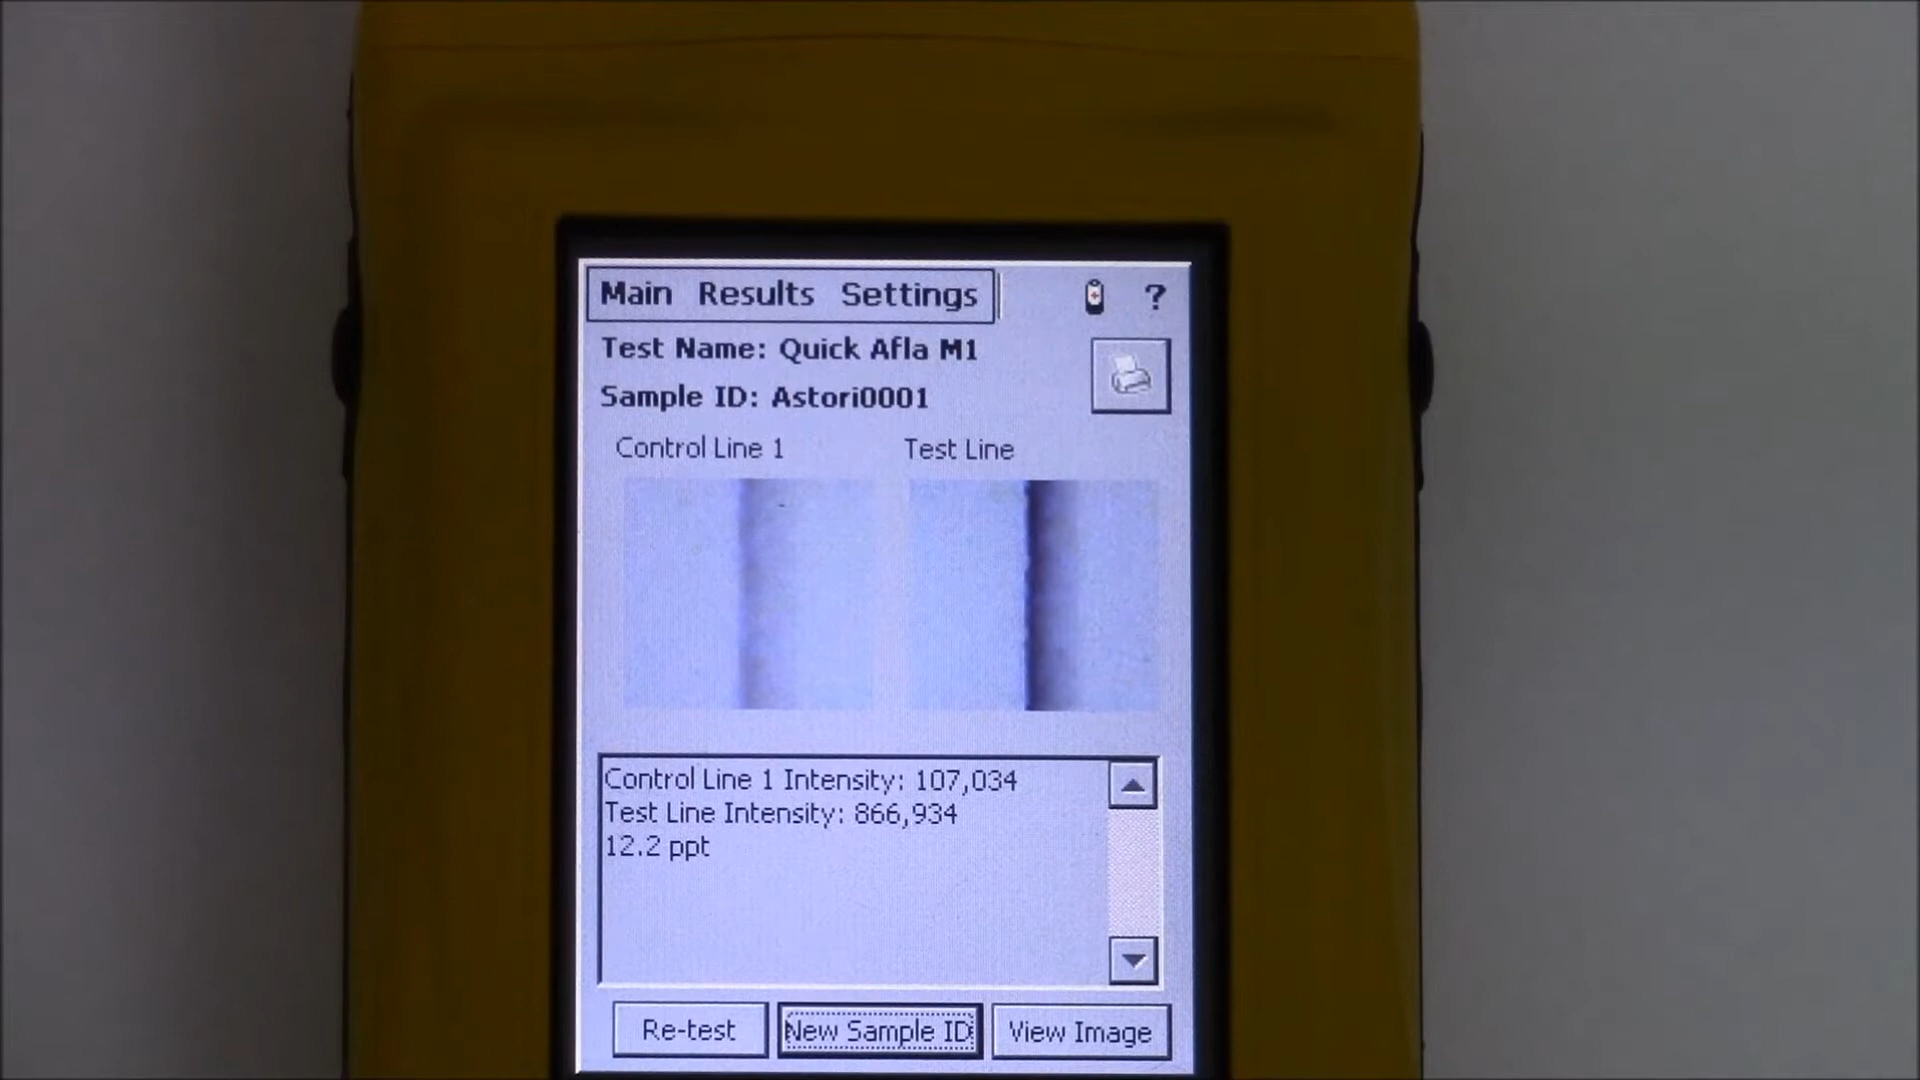 Main Results Settings ?
Test Name: Quick Afla M1
Sample ID: Astori0001
Control Line 1 Test Line
Control Line 1 Intensity: 107,034
Test Line Intensity: 866,934
12.2 ppt
Re-test New Sample ID View Image